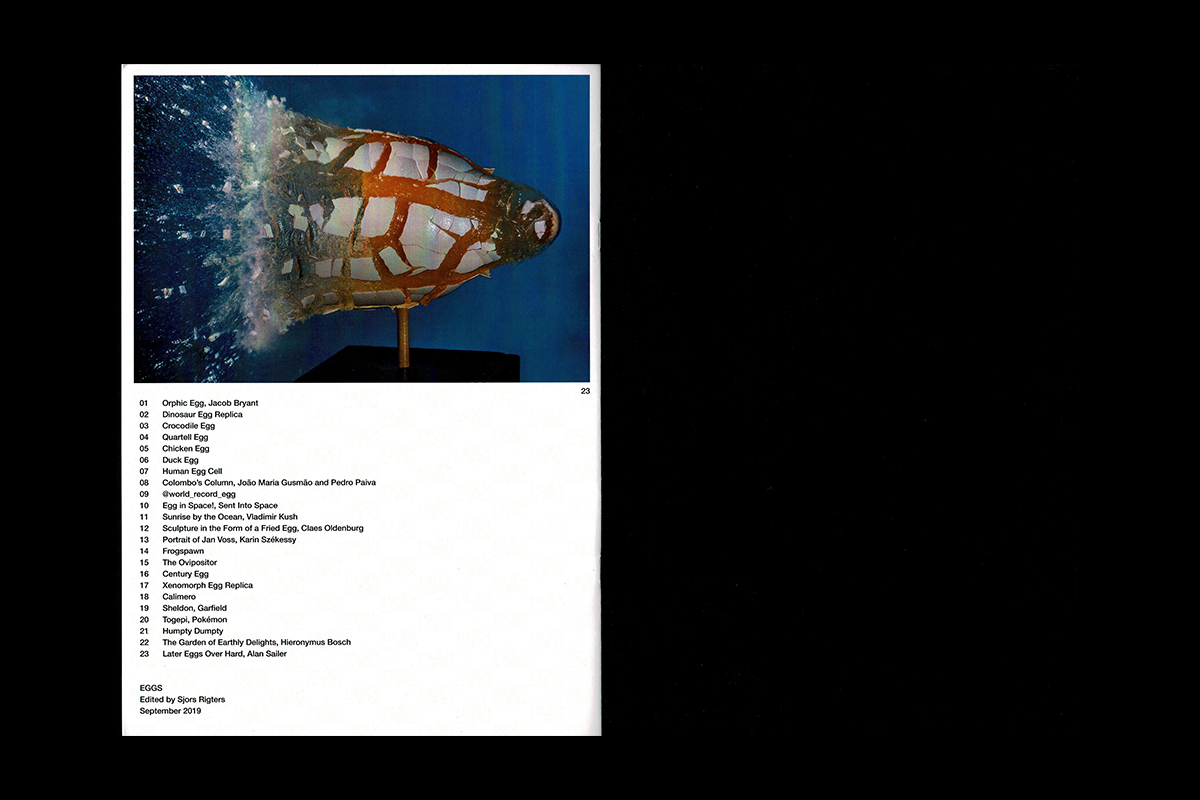 23
01 Orphic Egg, Jacob Bryant
02 Dinosaur Egg Replica
03 Crocodile Egg
04 Quartell Egg
05 Chicken Egg
06 Duck Egg
07 Human Egg Cell
08 Colombo's Column, João Maria Gusmão and Pedro Paiva
09 @world_record_egg
10 Egg in Space!, Sent Into Space
11 Sunrise by the Ocean, Vladimir Kush
12 Sculpture in the Form of a Fried Egg, Claes Oldenburg
13 Portrait of Jan Voss, Karin Székessy
14 Frogspawn
15 The Ovipositor
16 Century Egg
17 Xenomorph Egg Replica
18 Calimero
19 Sheldon, Garfield
20 Togepi, Pokémon
21 Humpty Dumpty
22 The Garden of Earthly Delights, Hieronymus Bosch
23 Later Eggs Over Hard, Alan Sailer
EGGS
Edited by Sjors Rigters
September 2019